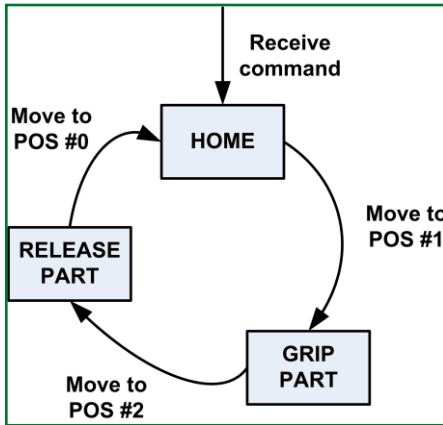 Receive
command
Move to
POS #0
HOME
Move to
POS #1
RELEASE
PART
GRIP
PART
Move to
POS #2